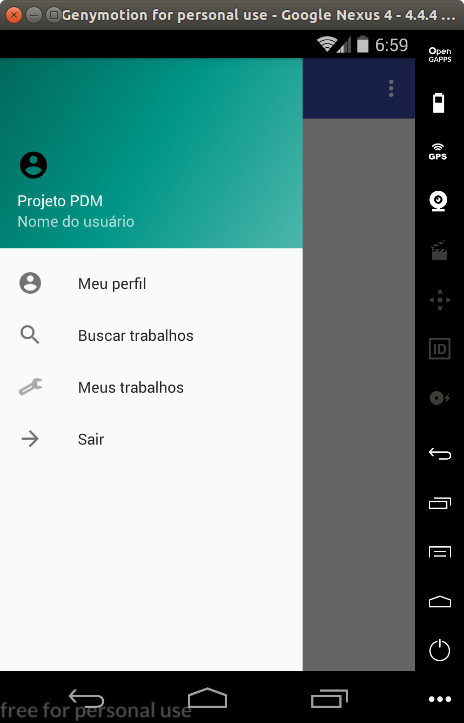 Genymotion for personal use - Google Nexus 4 - 4.4.4 ...
6:59
Open
GAPPS
GPS
ID
Projeto PDM
Nome do usuário
Meu perfil
Buscar trabalhos
Meus trabalhos
Sair
free for personal use